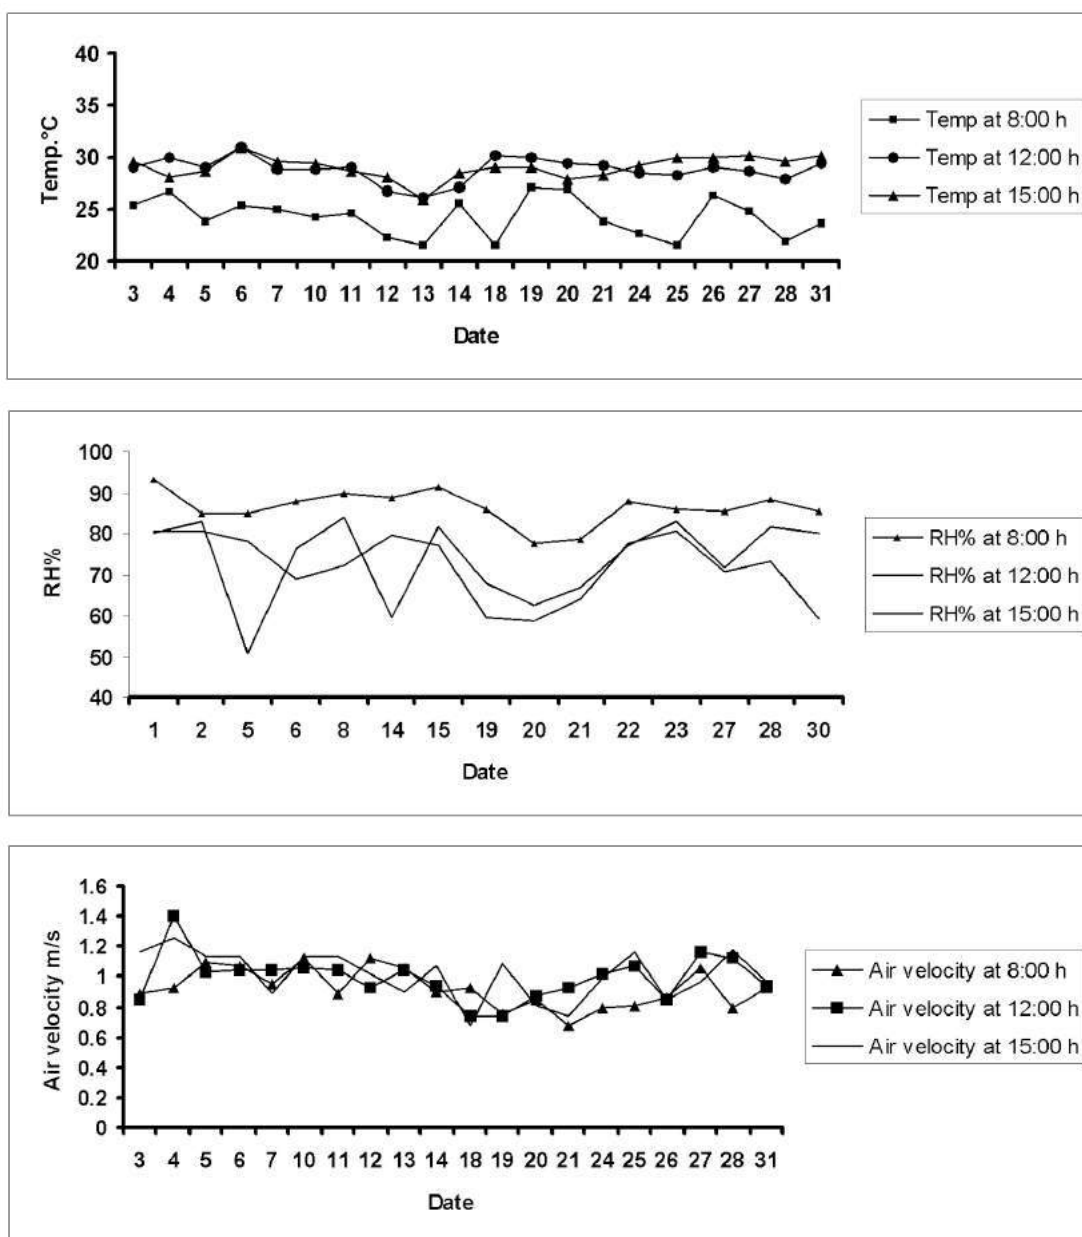 40
35
30
25
20
Temp.°C
3 4 5 6 7 10 11 12 13 14 18 19 20 21 24 25 26 27 28 31
Date
Temp at 8:00 h
Temp at 12:00 h
Temp at 15:00 h
100
90
80
70
60
50
40
RH%
1 2 5 6 8 14 15 19 20 21 22 23 27 28 30
Date
RH% at 8:00 h
RH% at 12:00 h
RH% at 15:00 h
1.6
1.4
1.2
1
0.8
0.6
0.4
0.2
0
Air velocity m/s
3 4 5 6 7 10 11 12 13 14 18 19 20 21 24 25 26 27 28 31
Date
Air velocity at 8:00 h
Air velocity at 12:00 h
Air velocity at 15:00 h